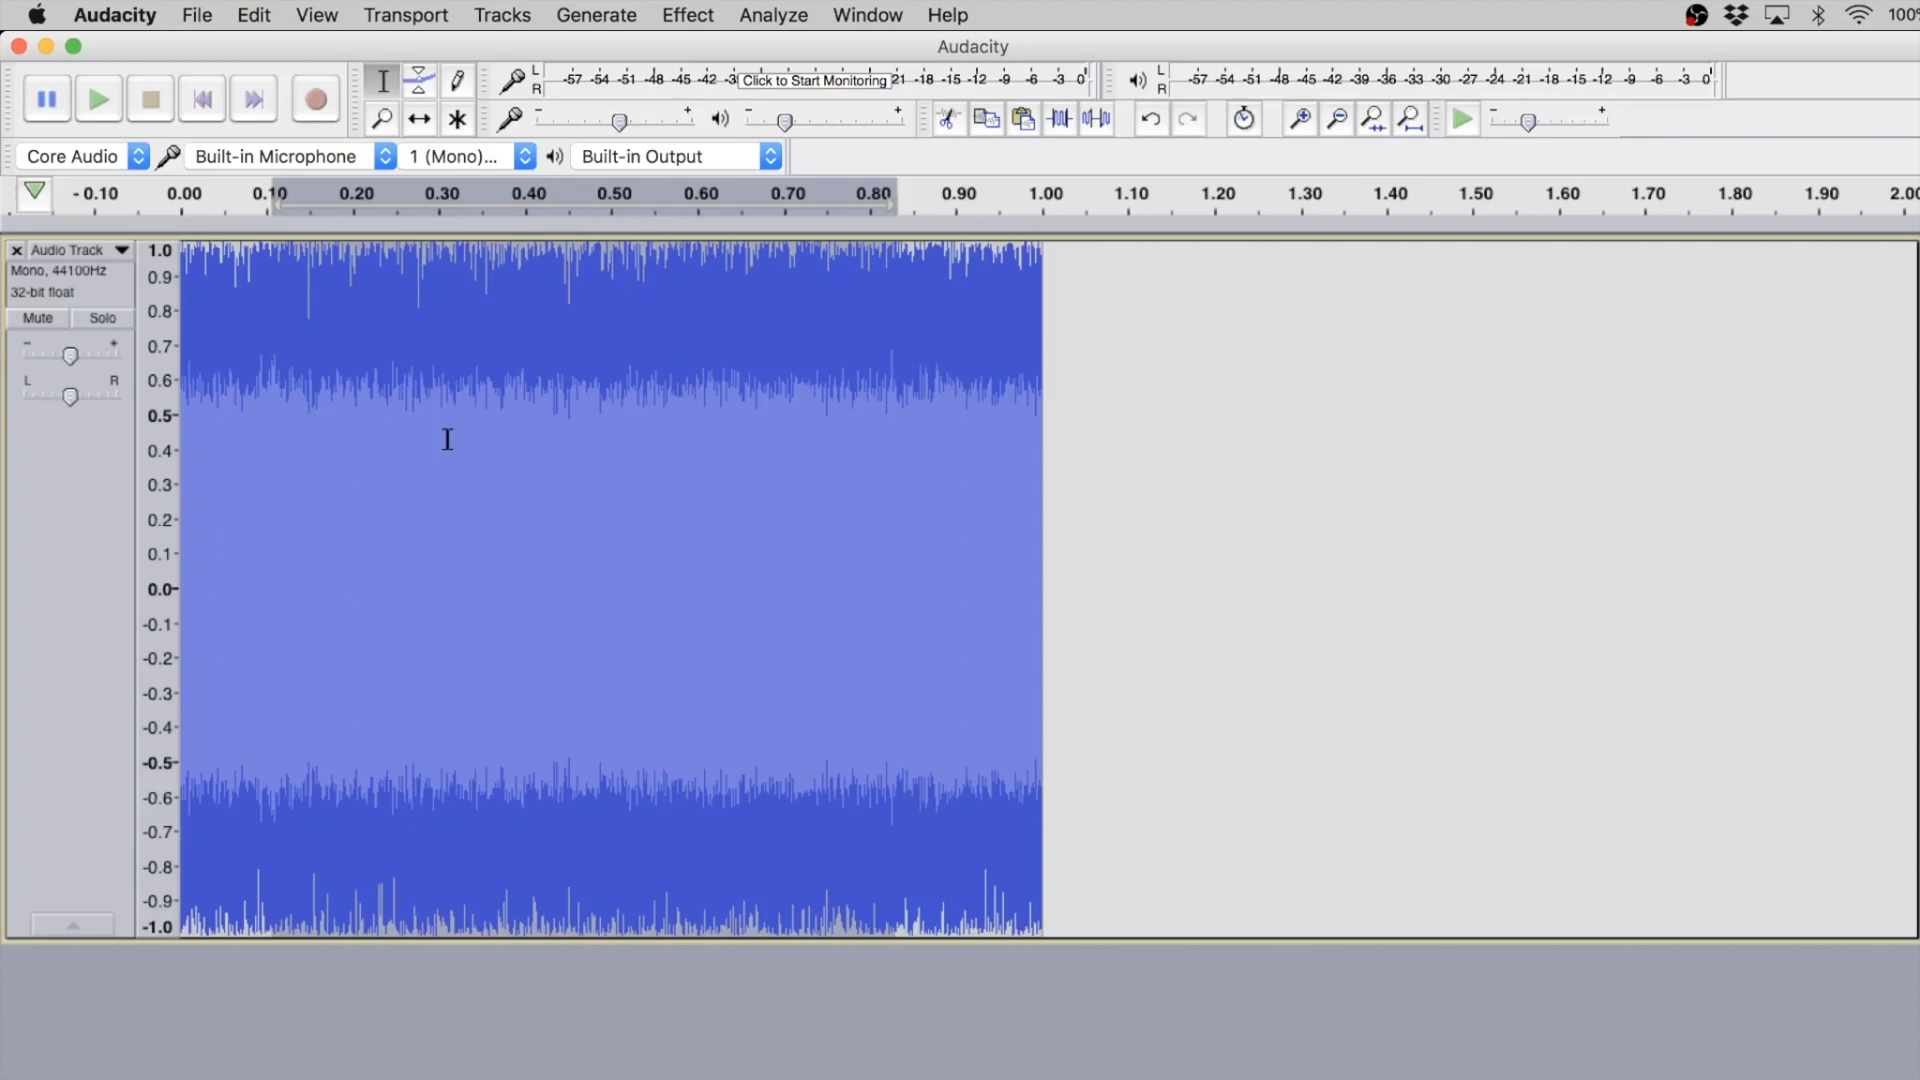 Audacity File Edit View Transport Tracks Generate Effect Analyze Window Help 100%
Audacity
L -57 -54 -51 -48 -45 -42 -3 Click to Start Monitoring 21 -18 -15 -12 -9 -6 -3 0 L -57 -54 -51 -48 -45 -42 -39 -36 -33 -30 -27 -24 -21 -18 -15 -12 -9 -6 -3 0
R R
- + - + - +
Core Audio Built-in Microphone 1 (Mono)... Built-in Output
- 0.10 0.00 0.10 0.20 0.30 0.40 0.50 0.60 0.70 0.80 0.90 1.00 1.10 1.20 1.30 1.40 1.50 1.60 1.70 1.80 1.90 2.00
Audio Track 1.0
Mono, 44100Hz 0.9
32-bit float
Mute Solo 0.8
- + 0.7
L R 0.6
0.5
0.4
0.3
0.2
0.1
0.0
-0.1
-0.2
-0.3
-0.4
-0.5
-0.6
-0.7
-0.8
-0.9
-1.0